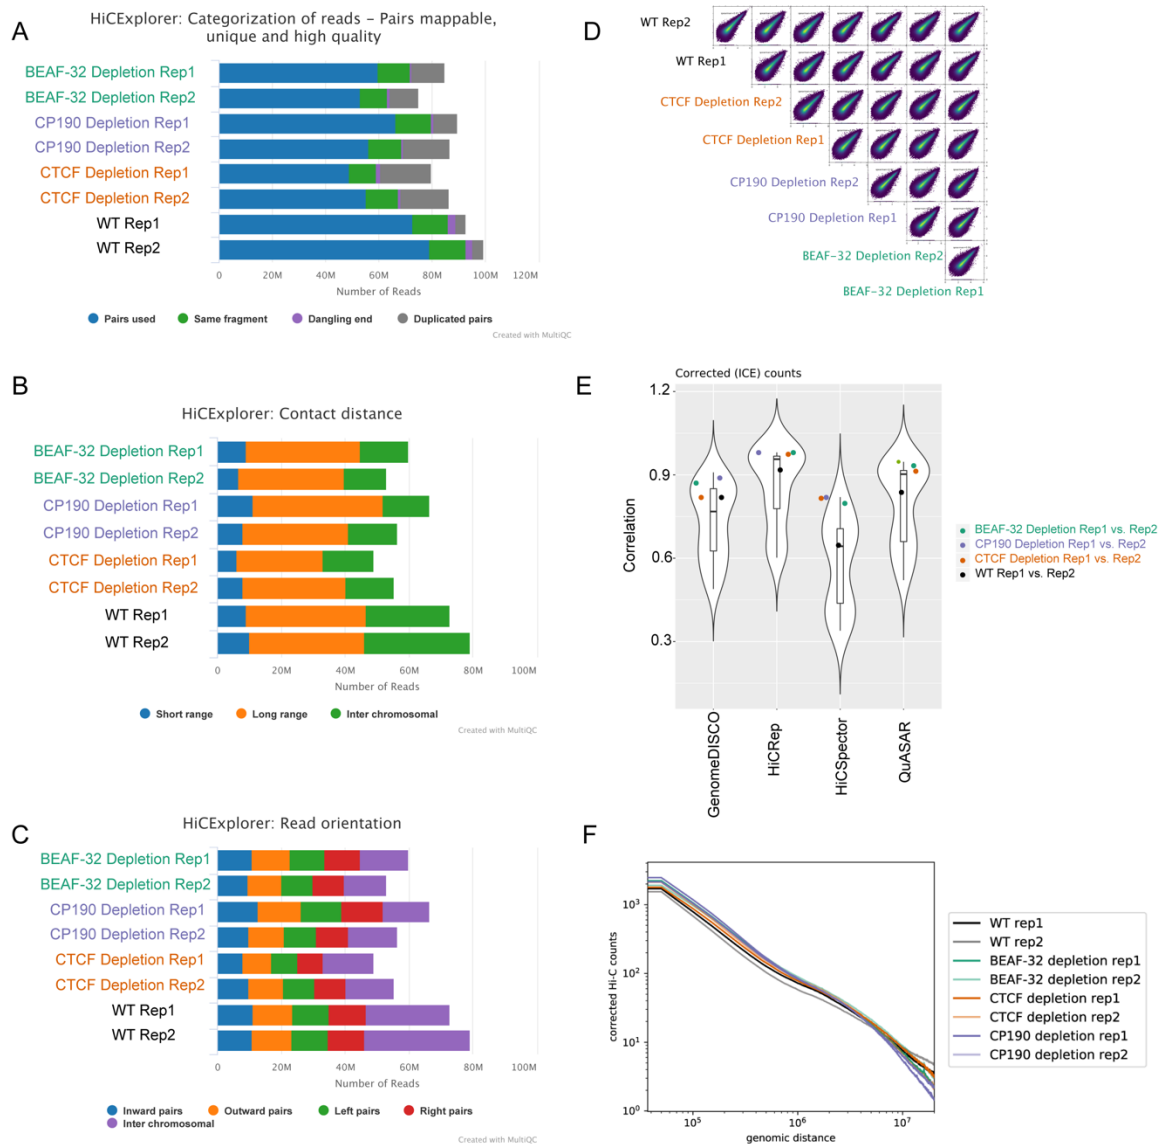 A
HiCExplorer: Categorization of reads – Pairs mappable,
unique and high quality
BEAF-32 Depletion Rep1
BEAF-32 Depletion Rep2
CP190 Depletion Rep1
CP190 Depletion Rep2
CTCF Depletion Rep1
CTCF Depletion Rep2
WT Rep1
WT Rep2
0 20M 40M 60M 80M 100M 120M
Number of Reads
Pairs used Same fragment Dangling end Duplicated pairs
Created with MultiQC
B
HiCExplorer: Contact distance
BEAF-32 Depletion Rep1
BEAF-32 Depletion Rep2
CP190 Depletion Rep1
CP190 Depletion Rep2
CTCF Depletion Rep1
CTCF Depletion Rep2
WT Rep1
WT Rep2
0 20M 40M 60M 80M 100M
Number of Reads
Short range Long range Inter chromosomal
Created with MultiQC
C
HiCExplorer: Read orientation
BEAF-32 Depletion Rep1
BEAF-32 Depletion Rep2
CP190 Depletion Rep1
CP190 Depletion Rep2
CTCF Depletion Rep1
CTCF Depletion Rep2
WT Rep1
WT Rep2
0 20M 40M 60M 80M 100M
Number of Reads
Inward pairs Outward pairs Left pairs Right pairs
Inter chromosomal
Created with MultiQC
D
WT Rep2
WT Rep1
CTCF Depletion Rep2
CTCF Depletion Rep1
CP190 Depletion Rep2
CP190 Depletion Rep1
BEAF-32 Depletion Rep2
BEAF-32 Depletion Rep1
E
Corrected (ICE) counts
Correlation
1.2
0.9
0.6
0.3
GenomeDISCO
HiCRep
HiCSpector
QuASAR
BEAF-32 Depletion Rep1 vs. Rep2
CP190 Depletion Rep1 vs. Rep2
CTCF Depletion Rep1 vs. Rep2
WT Rep1 vs. Rep2
F
corrected Hi-C counts
10³
10²
10¹
10⁰
10⁵ 10⁶ 10⁷
genomic distance
WT rep1
WT rep2
BEAF-32 depletion rep1
BEAF-32 depletion rep2
CTCF depletion rep1
CTCF depletion rep2
CP190 depletion rep1
CP190 depletion rep2